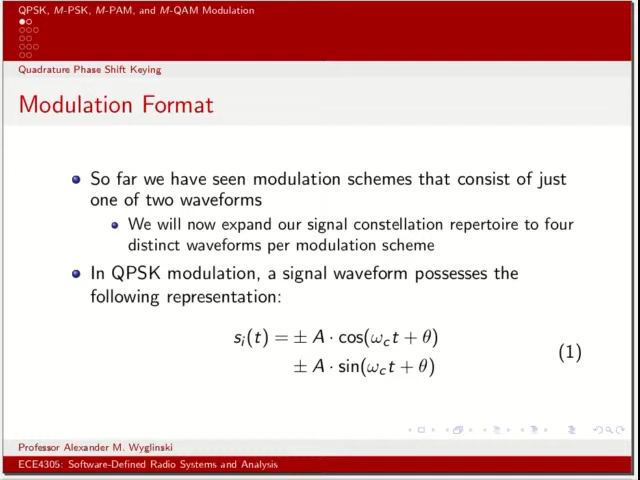 QPSK, M-PSK, M-PAM, and M-QAM Modulation
Quadrature Phase Shift Keying
Modulation Format
So far we have seen modulation schemes that consist of just
one of two waveforms
We will now expand our signal constellation repertoire to four
distinct waveforms per modulation scheme
In QPSK modulation, a signal waveform possesses the
following representation:
s_i(t) = ± A · cos(ω_c t + θ)
± A · sin(ω_c t + θ)
(1)
Professor Alexander M. Wyglinski
ECE4305: Software-Defined Radio Systems and Analysis